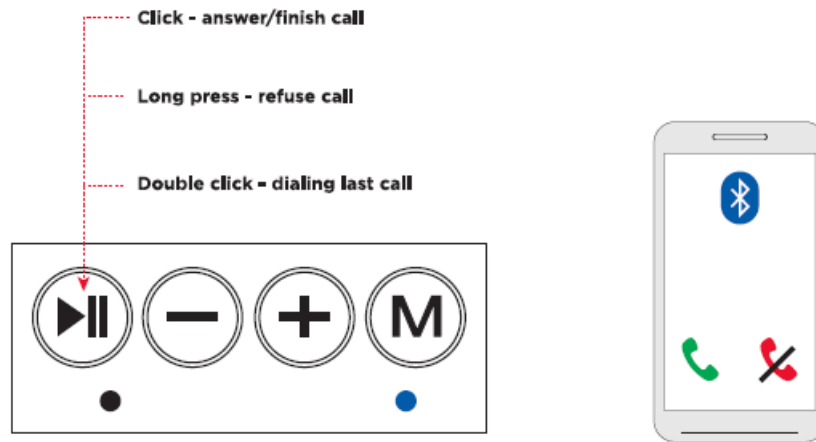 Click - answer/finish call
Long press - refuse call
Double click - dialing last call
M